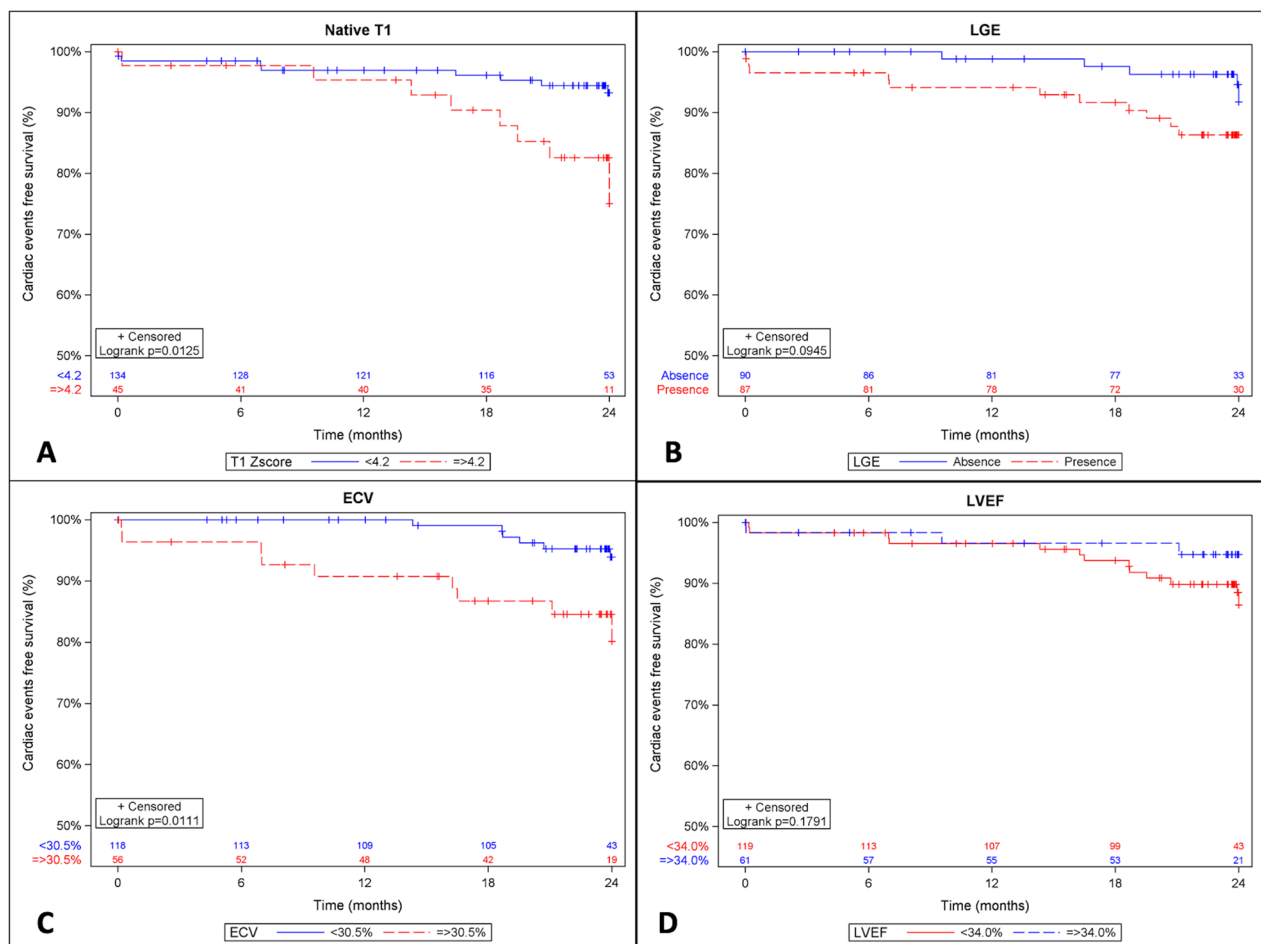 Native T1
Cardiac events free survival (%)
100%
90%
80%
70%
60%
50%
+ Censored
Logrank p=0.0125
<4.2 134 128 121 116 53
=>4.2 45 41 40 35 11
0 6 12 18 24
Time (months)
A
T1 Zscore <4.2 =>4.2
LGE
Cardiac events free survival (%)
100%
90%
80%
70%
60%
50%
+ Censored
Logrank p=0.0945
Absence 90 86 81 77 33
Presence 87 81 78 72 30
0 6 12 18 24
Time (months)
B
LGE Absence Presence
ECV
Cardiac events free survival (%)
100%
90%
80%
70%
60%
50%
+ Censored
Logrank p=0.0111
<30.5% 118 113 109 105 43
=>30.5% 56 52 48 42 19
0 6 12 18 24
Time (months)
C
ECV <30.5% =>30.5%
LVEF
Cardiac events free survival (%)
100%
90%
80%
70%
60%
50%
+ Censored
Logrank p=0.1791
<34.0% 119 113 107 99 43
=>34.0% 61 57 55 53 21
0 6 12 18 24
Time (months)
D
LVEF <34.0% =>34.0%